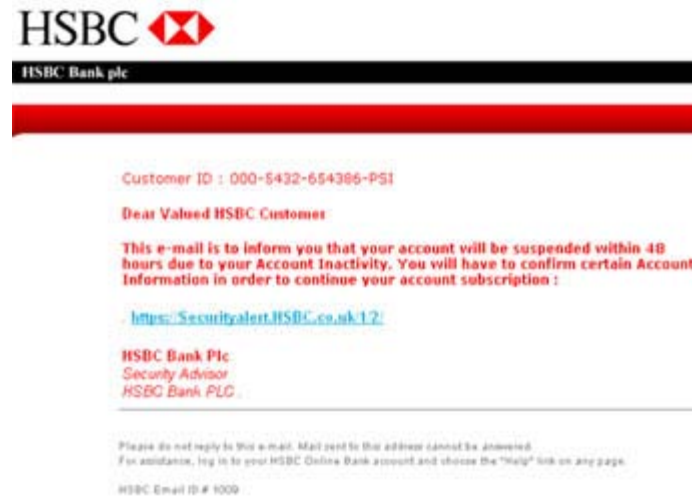 HSBC
HSBC Bank plc
Customer ID : 000-5432-654386-PSI
Dear Valued HSBC Customer
This e-mail is to inform you that your account will be suspended within 48
hours due to your Account Inactivity. You will have to confirm certain Account
Information in order to continue your account subscription :
. https://Securityalert.HSBC.co.uk/1/2/
HSBC Bank Plc
Security Advisor
HSBC Bank PLC .
Please do not reply to this e-mail. Mail sent to this address cannot be answered.
For assistance, log in to your HSBC Online Bank account and choose the "Help" link on any page.
HSBC Email ID # 1009